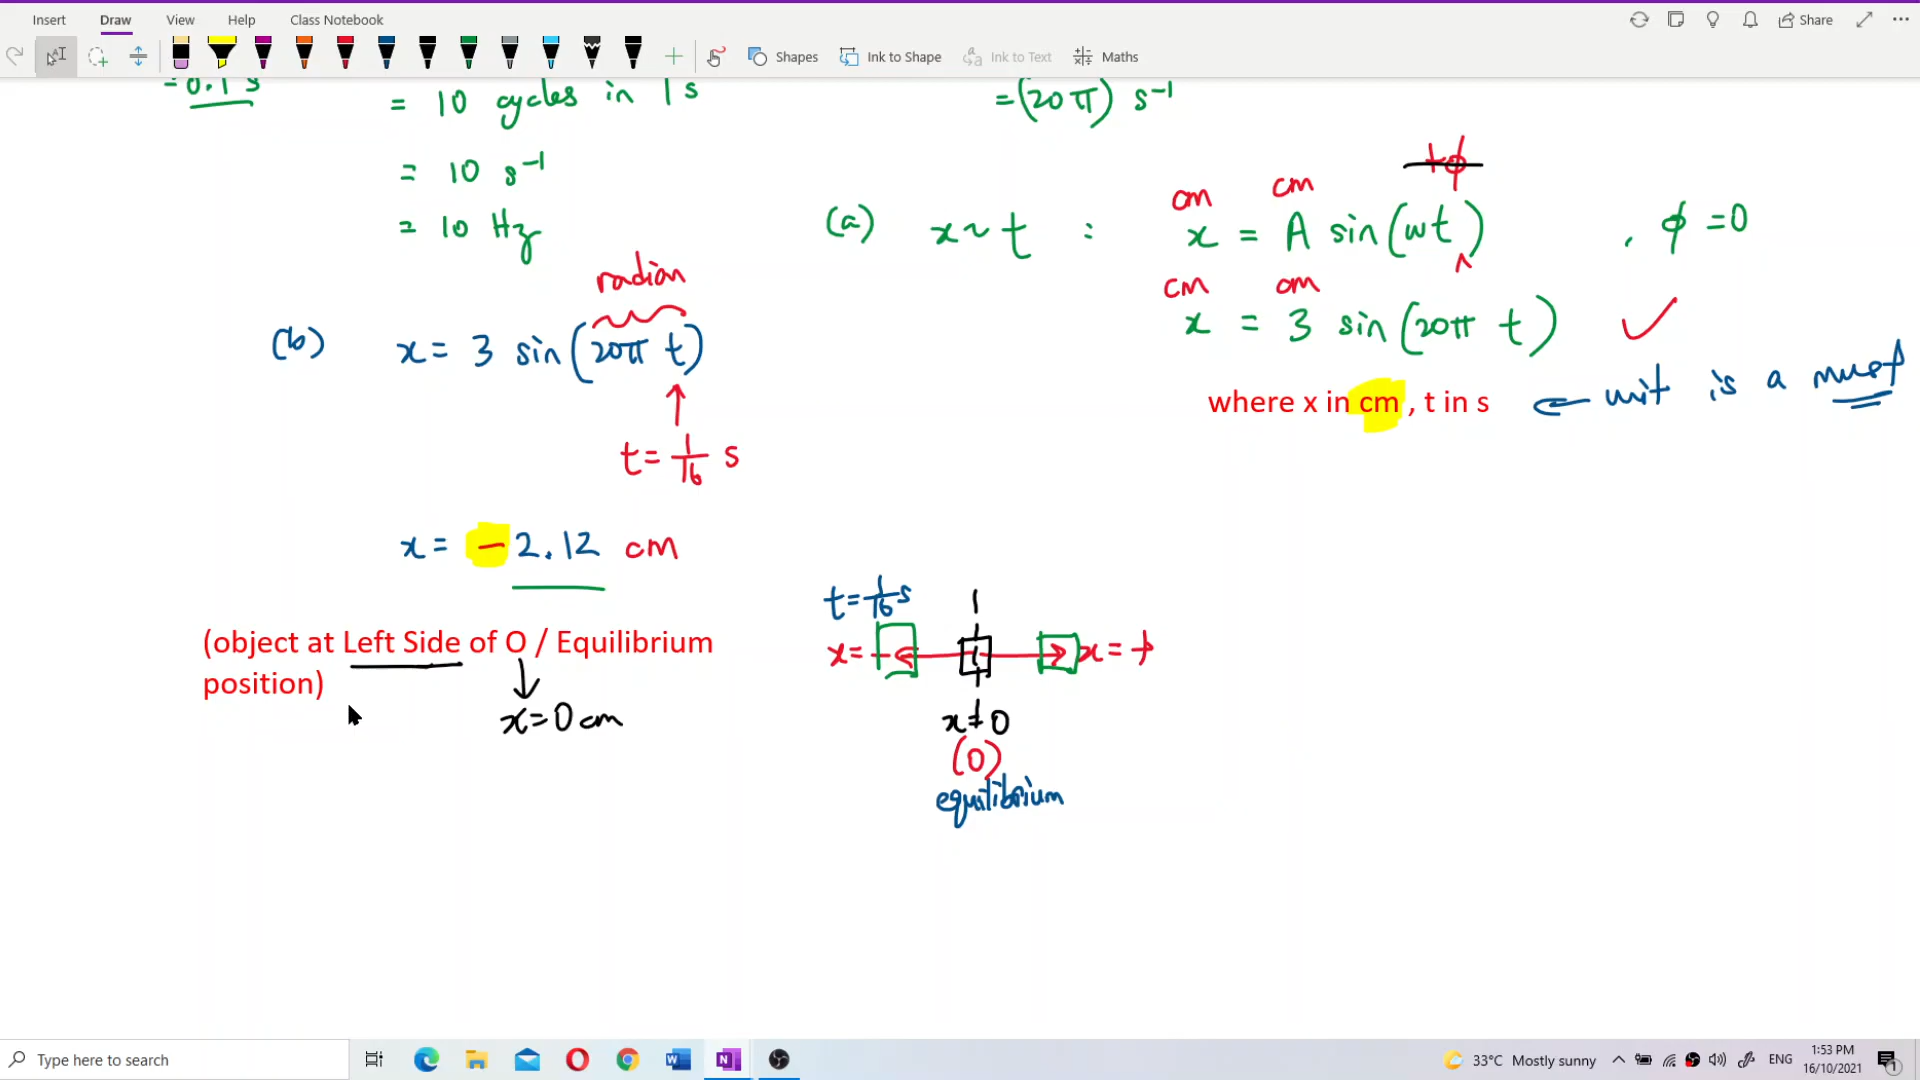 Insert Draw View Help Class Notebook Share
Shapes Ink to Shape Ink to Text Maths
= 0.1 s
= 10 cycles in 1 s
= (20π) s⁻¹
= 10 s⁻¹
= 10 Hz
(a) x ~ t :
+φ
cm cm
x = A sin(ωt) , φ = 0
cm cm
x = 3 sin(20π t)
where x in cm , t in s ← unit is a must
radian
(b) x = 3 sin(20π t)
t = 1/16 s
x = -2.12 cm
(object at Left Side of O / Equilibrium
position)
x = 0 cm
t = 1/16 s
x = - x = +
x = 0
(O)
equilibrium
Type here to search
33°C Mostly sunny
ENG
1:53 PM
16/10/2021
1